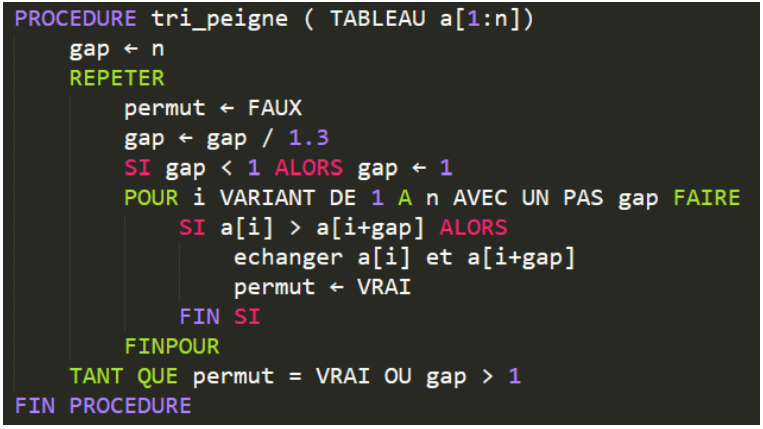 PROCEDURE tri_peigne ( TABLEAU a[1:n])
gap ← n
REPETER
permut ← FAUX
gap ← gap / 1.3
SI gap < 1 ALORS gap ← 1
POUR i VARIANT DE 1 A n AVEC UN PAS gap FAIRE
SI a[i] > a[i+gap] ALORS
echanger a[i] et a[i+gap]
permut ← VRAI
FIN SI
FINPOUR
TANT QUE permut = VRAI OU gap > 1
FIN PROCEDURE